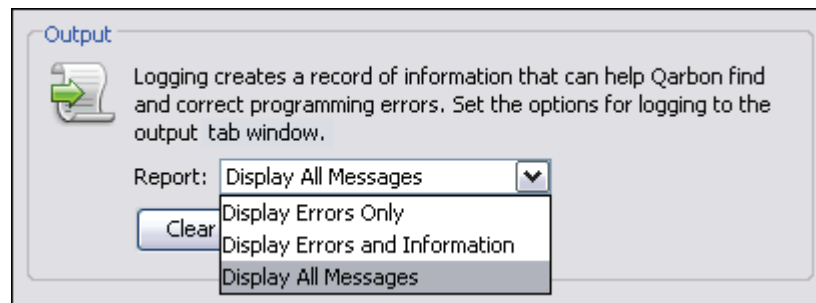 Output
Logging creates a record of information that can help Qarbon find
and correct programming errors. Set the options for logging to the
output tab window.
Report: Display All Messages
Display Errors Only
Clear
Display Errors and Information
Display All Messages